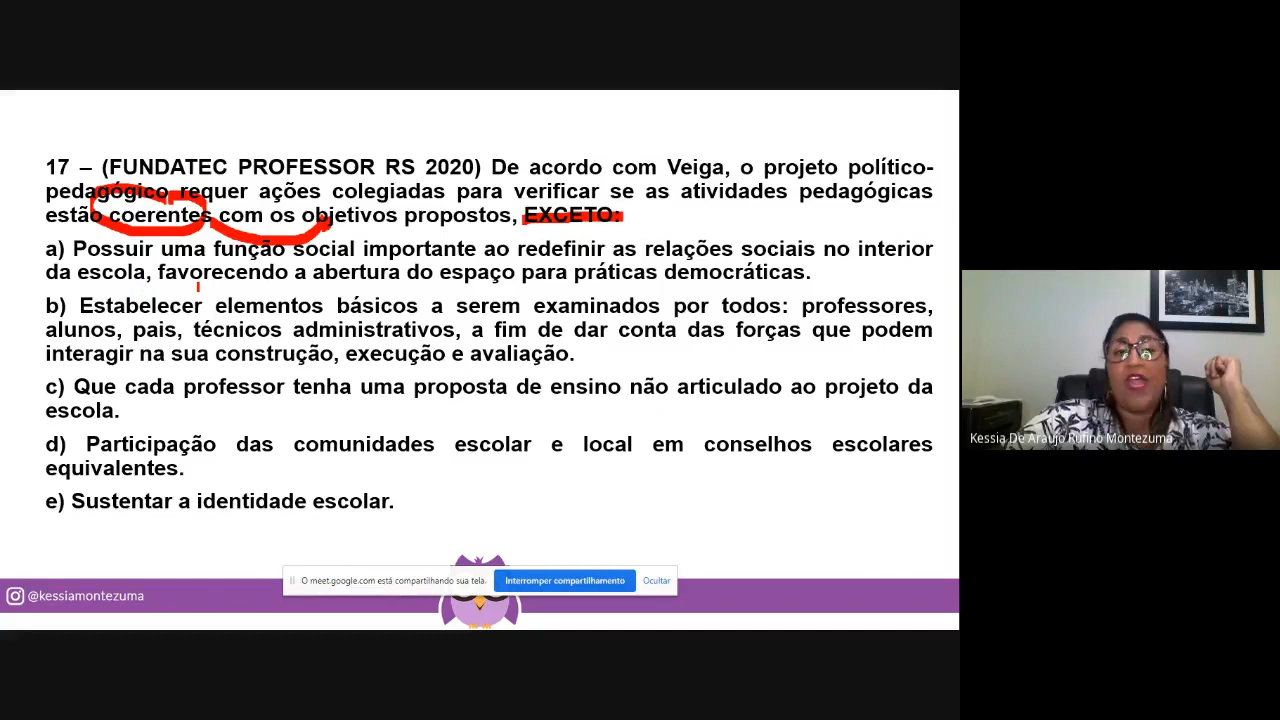 17 – (FUNDATEC PROFESSOR RS 2020) De acordo com Veiga, o projeto político-
pedagógico requer ações colegiadas para verificar se as atividades pedagógicas
estão coerentes com os objetivos propostos, EXCETO:
a) Possuir uma função social importante ao redefinir as relações sociais no interior
da escola, favorecendo a abertura do espaço para práticas democráticas.
b) Estabelecer elementos básicos a serem examinados por todos: professores,
alunos, pais, técnicos administrativos, a fim de dar conta das forças que podem
interagir na sua construção, execução e avaliação.
c) Que cada professor tenha uma proposta de ensino não articulado ao projeto da
escola.
d) Participação das comunidades escolar e local em conselhos escolares
equivalentes.
e) Sustentar a identidade escolar.
O meet.google.com está compartilhando sua tela. Interromper compartilhamento Ocultar
@kessiamontezuma
Kessia De Araujo Rufino Montezuma